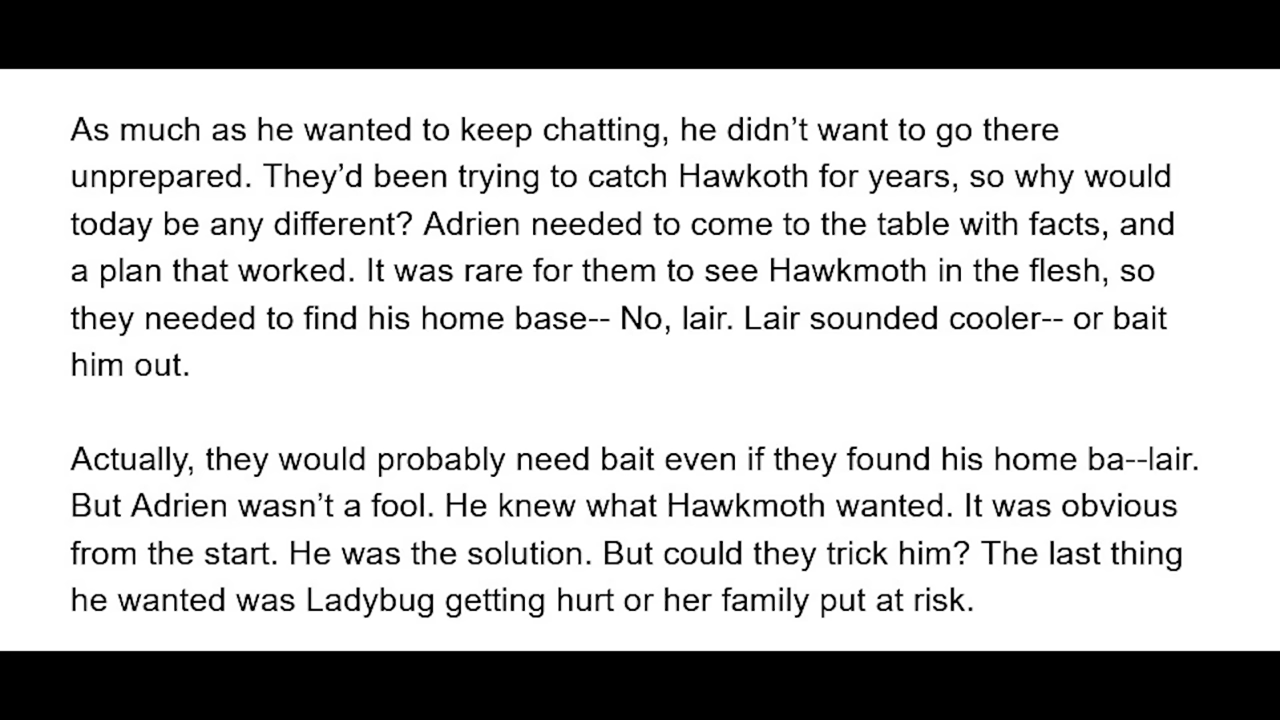 As much as he wanted to keep chatting, he didn’t want to go there
unprepared. They’d been trying to catch Hawkoth for years, so why would
today be any different? Adrien needed to come to the table with facts, and
a plan that worked. It was rare for them to see Hawkmoth in the flesh, so
they needed to find his home base-- No, lair. Lair sounded cooler-- or bait
him out.
Actually, they would probably need bait even if they found his home ba--lair.
But Adrien wasn’t a fool. He knew what Hawkmoth wanted. It was obvious
from the start. He was the solution. But could they trick him? The last thing
he wanted was Ladybug getting hurt or her family put at risk.